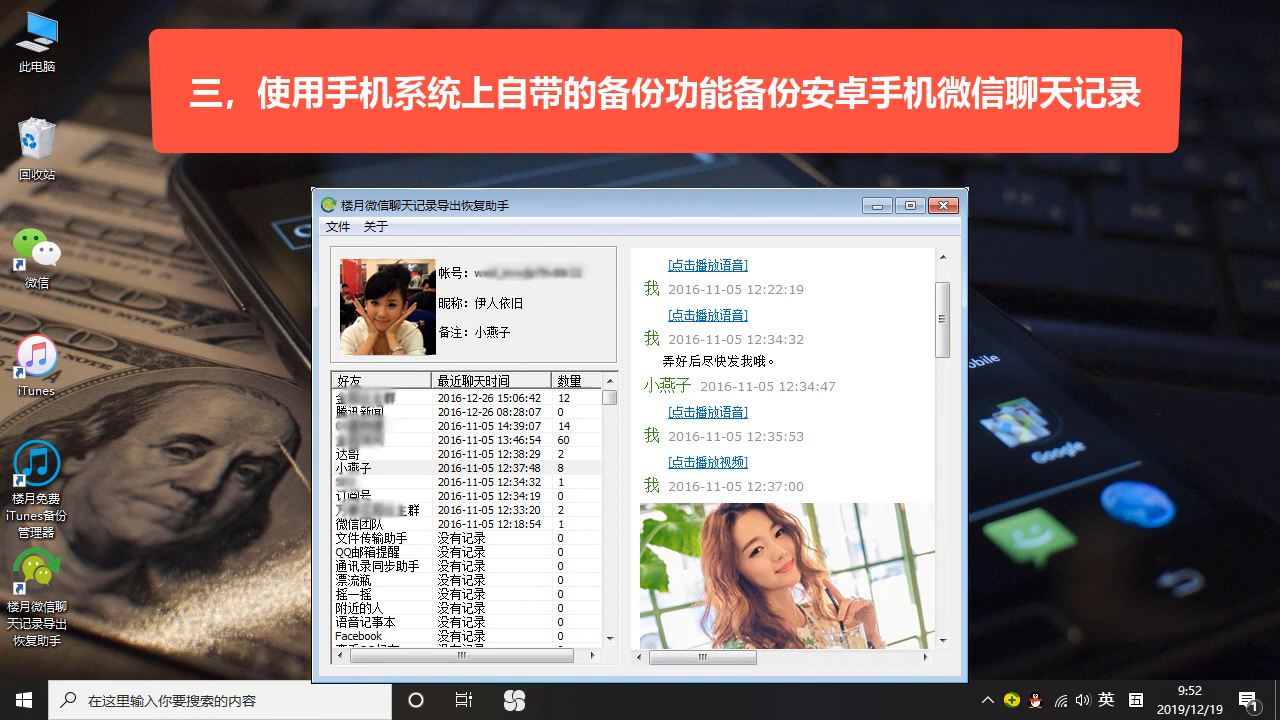 三，使用手机系统上自带的备份功能备份安卓手机微信聊天记录
此电脑
回收站
微信
iTunes
楼月免费
iTunes备份
管理器
楼月微信聊
天记录导出
恢复助手
楼月微信聊天记录导出恢复助手
文件 关于
帐号：
昵称：伊人依旧
备注：小燕子
好友 最近聊天时间 数量
群 2016-12-26 15:06:42 12
腾讯新闻 2016-12-26 08:28:07 0
2016-11-05 14:39:07 14
2016-11-05 13:46:54 60
达哥 2016-11-05 12:38:29 2
小燕子 2016-11-05 12:37:48 8
2016-11-05 12:34:32 1
订阅号 2016-11-05 12:34:19 0
主群 2016-11-05 12:33:20 2
微信团队 2016-11-05 12:18:54 1
文件传输助手 没有记录 0
QQ邮箱提醒 没有记录 0
通讯录同步助手 没有记录 0
漂流瓶 没有记录 0
摇一摇 没有记录 0
附近的人 没有记录 0
语音记事本 没有记录 0
Facebook 没有记录 0
[点击播放语音]
我 2016-11-05 12:22:19
[点击播放语音]
我 2016-11-05 12:34:32
弄好后尽快发我哦。
小燕子 2016-11-05 12:34:47
[点击播放语音]
我 2016-11-05 12:35:53
[点击播放视频]
我 2016-11-05 12:37:00
Google
在这里输入你要搜索的内容
英
五
9:52
2019/12/19
1